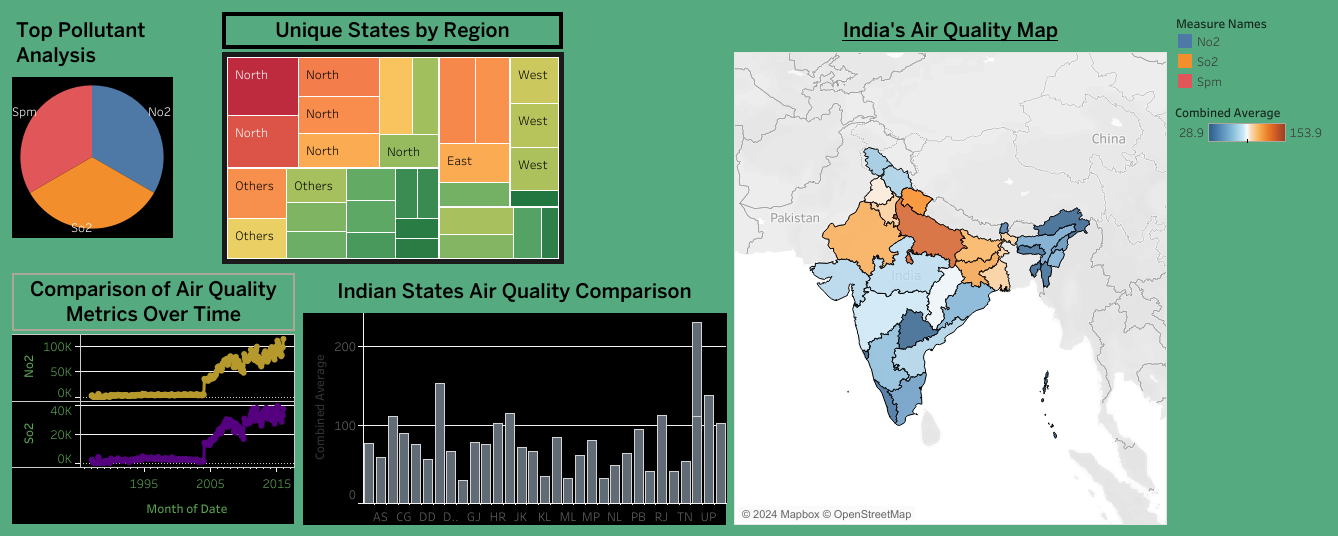 Top Pollutant
Analysis
Spm
No2
So2
Unique States by Region
North
North
North
North
North
North
Others
Others
Others
East
West
West
West
India's Air Quality Map
China
Pakistan
India
© 2024 Mapbox © OpenStreetMap
Measure Names
No2
So2
Spm
Combined Average
28.9
153.9
Comparison of Air Quality
Metrics Over Time
No2
100K
50K
0K
So2
40K
20K
0K
1995
2005
2015
Month of Date
Indian States Air Quality Comparison
Combined Average
200
100
0
AS
CG
DD
D..
GJ
HR
JK
KL
ML
MP
NL
PB
RJ
TN
UP